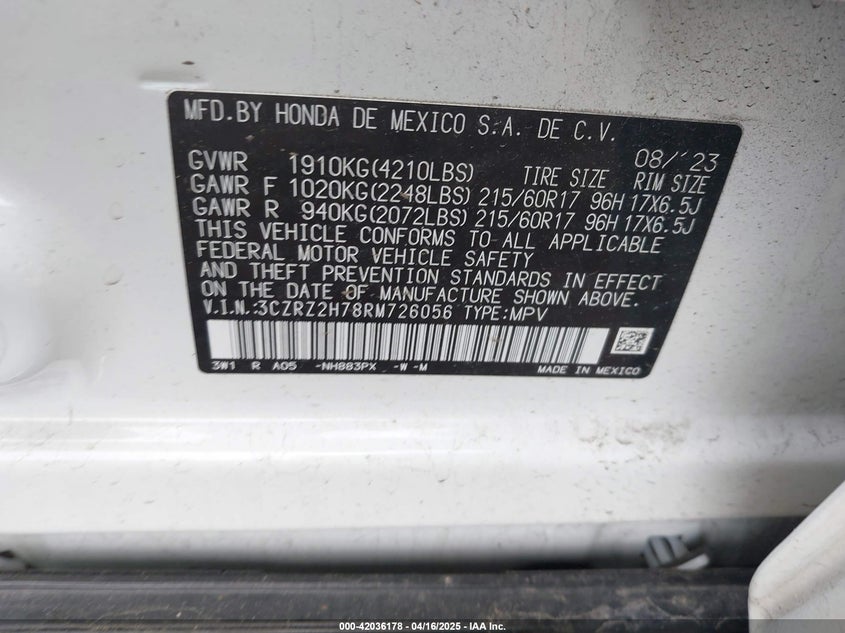 MFD.BY HONDA DE MEXICO S.A. DE C.V.
08/ 23
GVWR 1910KG(4210LBS) TIRE SIZE RIM SIZE
GAWR F 1020KG(2248LBS) 215/60R17 96H 17X6.5J
GAWR R 940KG(2072LBS) 215/60R17 96H 17X6.5J
THIS VEHICLE CONFORMS TO ALL APPLICABLE
FEDERAL MOTOR VEHICLE SAFETY
AND THEFT PREVENTION STANDARDS IN EFFECT
ON THE DATE OF MANUFACTURE SHOWN ABOVE.
V.I.N.:3CZRZ2H78RM726056 TYPE:MPV
3W1 R A05 -NH883PX -W-M MADE IN MEXICO
000-42036178 - 04/16/2025 - IAA Inc.